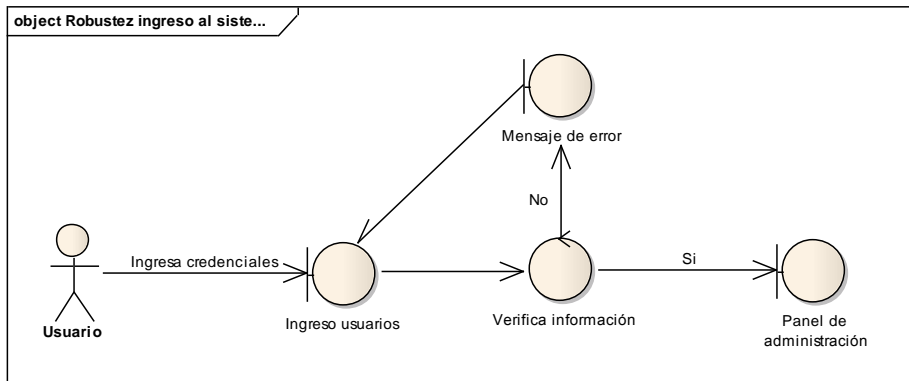 object Robustez ingreso al siste...
Mensaje de error
No
Ingresa credenciales
Si
Usuario
Ingreso usuarios
Verifica información
Panel de
administración